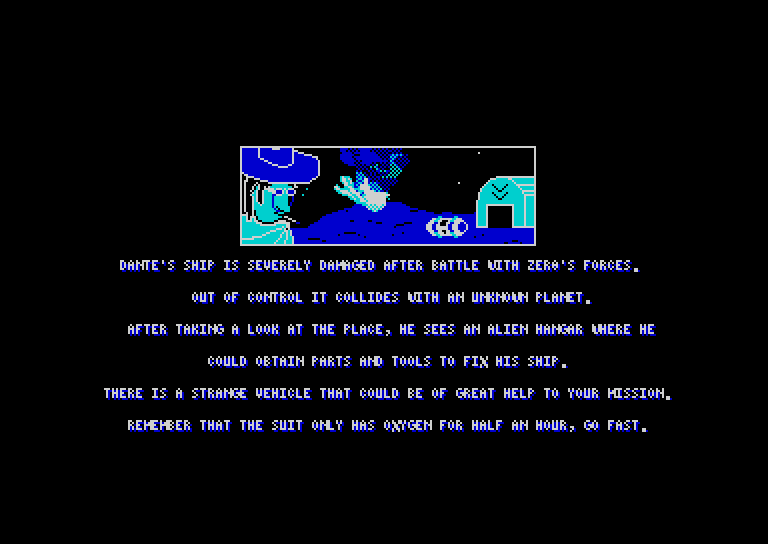 DANTE'S SHIP IS SEVERELY DAMAGED AFTER BATTLE WITH ZERO'S FORCES.
OUT OF CONTROL IT COLLIDES WITH AN UNKNOWN PLANET.
AFTER TAKING A LOOK AT THE PLACE, HE SEES AN ALIEN HANGAR WHERE HE
COULD OBTAIN PARTS AND TOOLS TO FIX HIS SHIP.
THERE IS A STRANGE VEHICLE THAT COULD BE OF GREAT HELP TO YOUR MISSION.
REMEMBER THAT THE SUIT ONLY HAS OXYGEN FOR HALF AN HOUR, GO FAST.